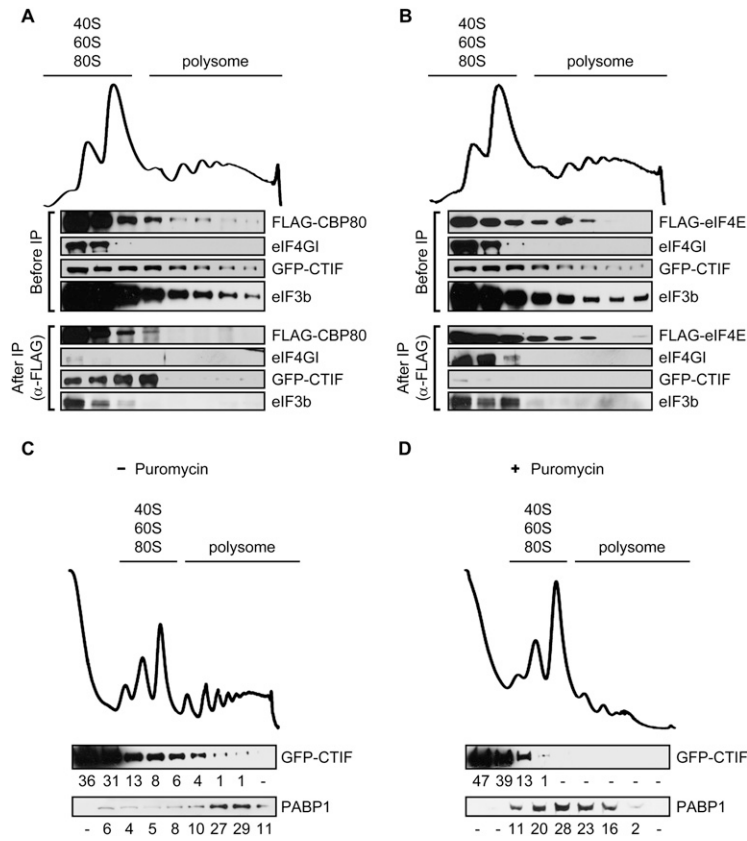 A
40S
60S
80S
polysome
Before IP
FLAG-CBP80
eIF4GI
GFP-CTIF
eIF3b
After IP
(α-FLAG)
FLAG-CBP80
eIF4GI
GFP-CTIF
eIF3b
B
40S
60S
80S
polysome
Before IP
FLAG-eIF4E
eIF4GI
GFP-CTIF
eIF3b
After IP
(α-FLAG)
FLAG-eIF4E
eIF4GI
GFP-CTIF
eIF3b
C
– Puromycin
40S
60S
80S
polysome
GFP-CTIF
36 31 13 8 6 4 1 1 -
PABP1
- 6 4 5 8 10 27 29 11
D
+ Puromycin
40S
60S
80S
polysome
GFP-CTIF
47 39 13 1 - - - - -
PABP1
- - 11 20 28 23 16 2 -